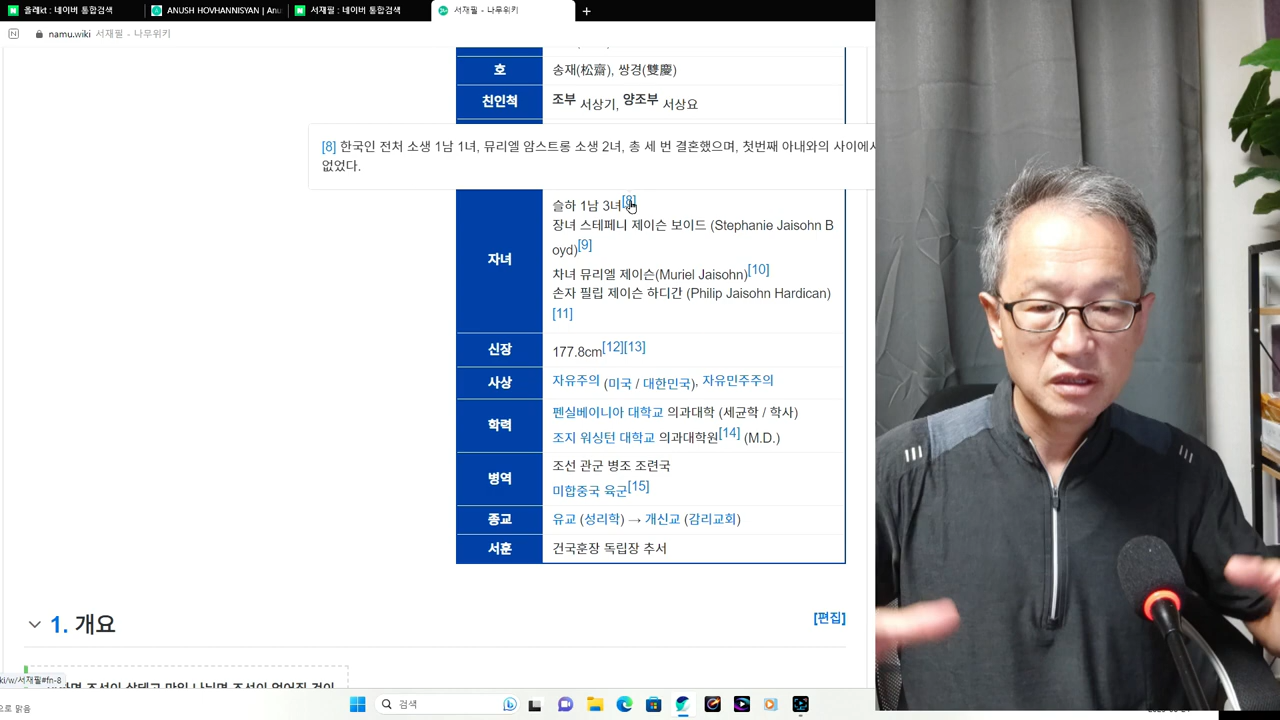 올레kt : 네이버 통합검색
ANUSH HOVHANNISYAN | Anu
서재필 : 네이버 통합검색
서재필 - 나무위키
namu.wiki 서재필 - 나무위키
호 송재(松齋), 쌍경(雙慶)
친인척 조부 서상기, 양조부 서상요
[8] 한국인 전처 소생 1남 1녀, 뮤리엘 암스트롱 소생 2녀, 총 세 번 결혼했으며, 첫번째 아내와의 사이에서
없었다.
자녀
슬하 1남 3녀[8]
장녀 스테페니 제이슨 보이드 (Stephanie Jaisohn B
oyd)[9]
차녀 뮤리엘 제이슨(Muriel Jaisohn)[10]
손자 필립 제이슨 하디간 (Philip Jaisohn Hardican)
[11]
신장 177.8cm[12][13]
사상 자유주의 (미국 / 대한민국), 자유민주주의
학력
펜실베이니아 대학교 의과대학 (세균학 / 학사)
조지 워싱턴 대학교 의과대학원[14] (M.D.)
병역
조선 관군 병조 조련국
미합중국 육군[15]
종교 유교 (성리학) → 개신교 (감리교회)
서훈 건국훈장 독립장 추서
1. 개요 [편집]
ki/w/서재필#fn-8
으로 맑음
검색